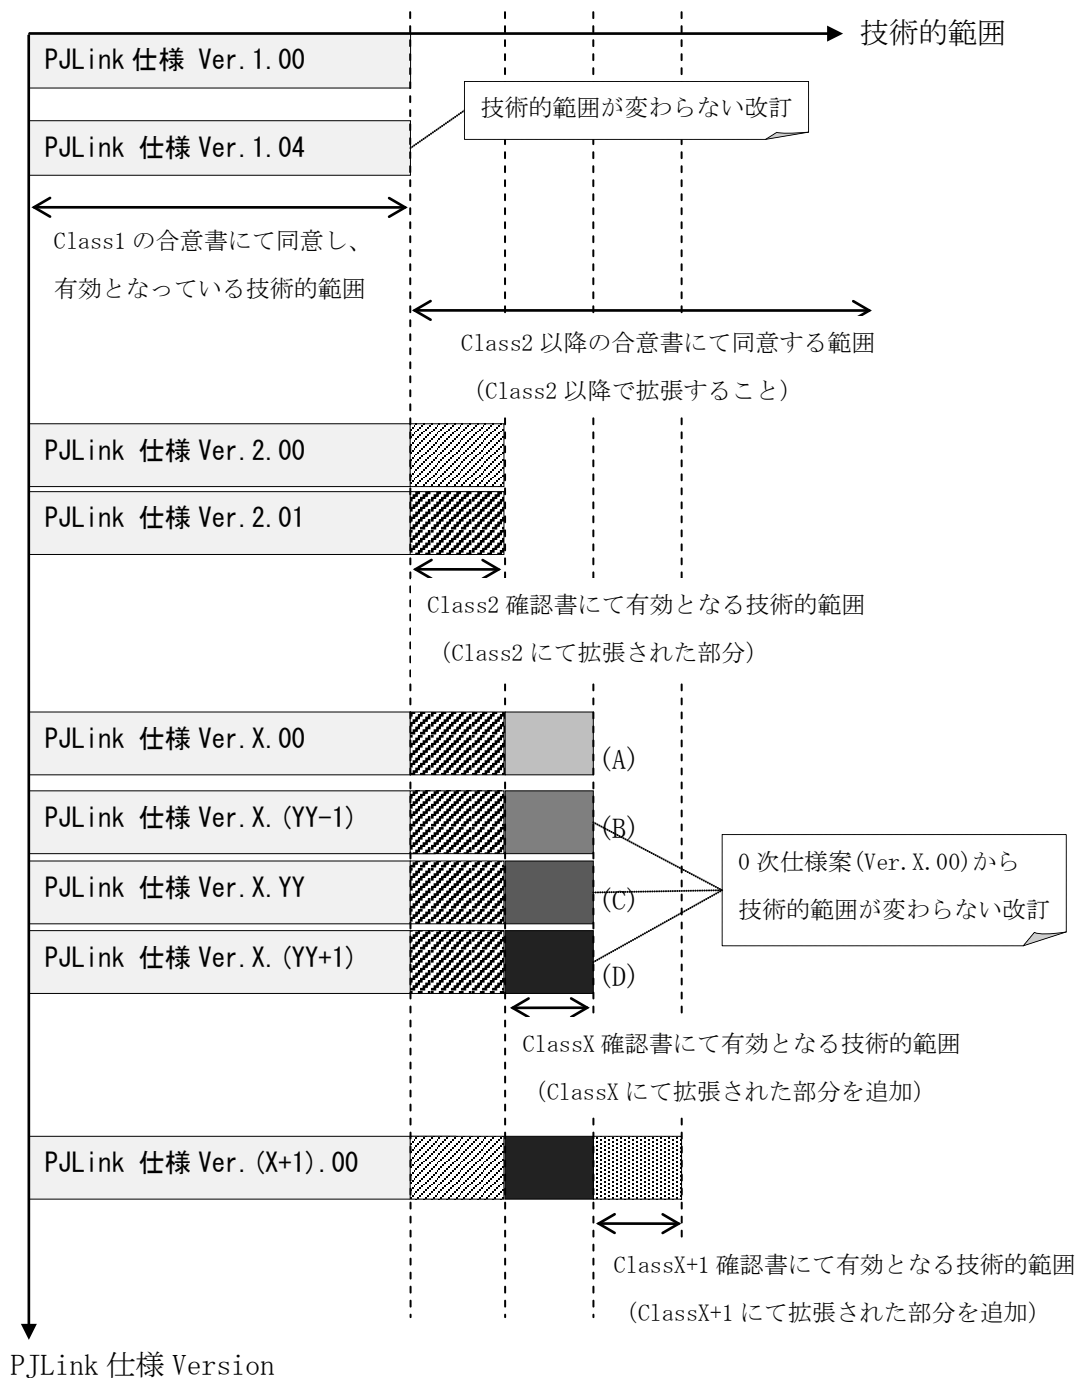 技術的範囲
PJLink 仕様 Ver.1.00
技術的範囲が変わらない改訂
PJLink 仕様 Ver.1.04
Class1 の合意書にて同意し、
有効となっている技術的範囲
Class2 以降の合意書にて同意する範囲
（Class2 以降で拡張すること）
PJLink 仕様 Ver.2.00
PJLink 仕様 Ver.2.01
Class2 確認書にて有効となる技術的範囲
（Class2 にて拡張された部分）
PJLink 仕様 Ver.X.00
(A)
PJLink 仕様 Ver.X.(YY-1)
(B)
0 次仕様案(Ver.X.00)から
技術的範囲が変わらない改訂
PJLink 仕様 Ver.X.YY
(C)
PJLink 仕様 Ver.X.(YY+1)
(D)
ClassX 確認書にて有効となる技術的範囲
（ClassX にて拡張された部分を追加）
PJLink 仕様 Ver.(X+1).00
ClassX+1 確認書にて有効となる技術的範囲
（ClassX+1 にて拡張された部分を追加）
PJLink 仕様 Version